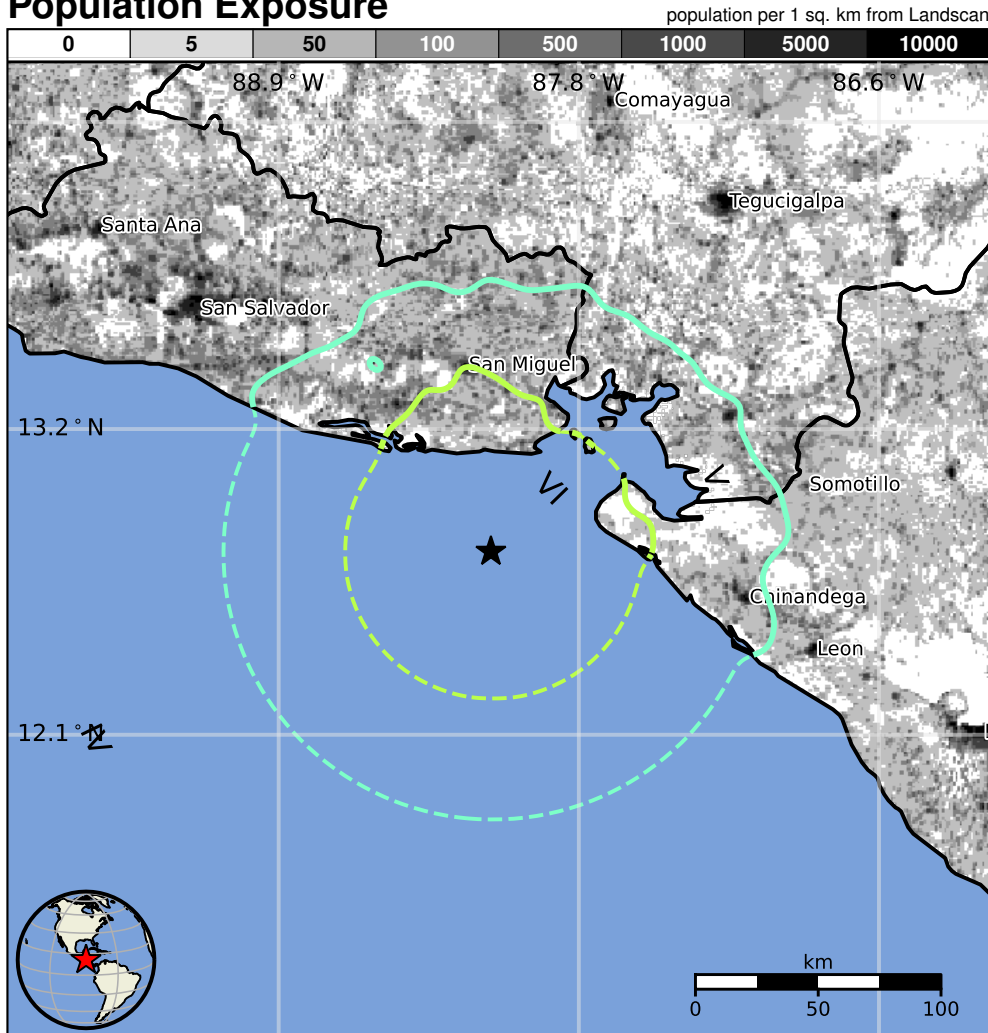 Population Exposure
population per 1 sq. km from Landscan
0 5 50 100 500 1000 5000 10000
88.9°W 87.8°W 86.6°W
Comayagua
Tegucigalpa
Santa Ana
San Salvador
San Miguel
13.2°N
V
Somotillo
VI
Chinandega
Leon
12.1°N
IV
km
0 50 100